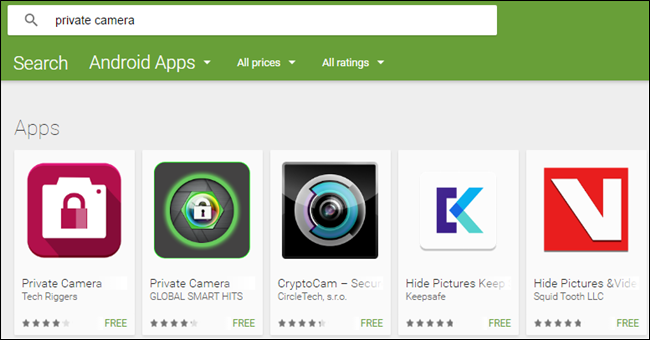 private camera
Search Android Apps All prices All ratings
Apps
Private Camera
Tech Riggers
FREE
Private Camera
GLOBAL SMART HITS
FREE
CryptoCam – Secur
CircleTech, s.r.o.
FREE
Hide Pictures Keep
Keepsafe
FREE
Hide Pictures &Vide
Squid Tooth LLC
FREE